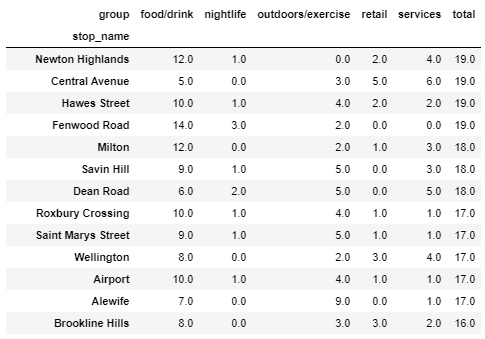 group food/drink nightlife outdoors/exercise retail services total
stop_name
Newton Highlands 12.0 1.0 0.0 2.0 4.0 19.0
Central Avenue 5.0 0.0 3.0 5.0 6.0 19.0
Hawes Street 10.0 1.0 4.0 2.0 2.0 19.0
Fenwood Road 14.0 3.0 2.0 0.0 0.0 19.0
Milton 12.0 0.0 2.0 1.0 3.0 18.0
Savin Hill 9.0 1.0 5.0 0.0 3.0 18.0
Dean Road 6.0 2.0 5.0 0.0 5.0 18.0
Roxbury Crossing 10.0 1.0 4.0 1.0 1.0 17.0
Saint Marys Street 9.0 1.0 5.0 1.0 1.0 17.0
Wellington 8.0 0.0 2.0 3.0 4.0 17.0
Airport 10.0 1.0 4.0 1.0 1.0 17.0
Alewife 7.0 0.0 9.0 0.0 1.0 17.0
Brookline Hills 8.0 0.0 3.0 3.0 2.0 16.0